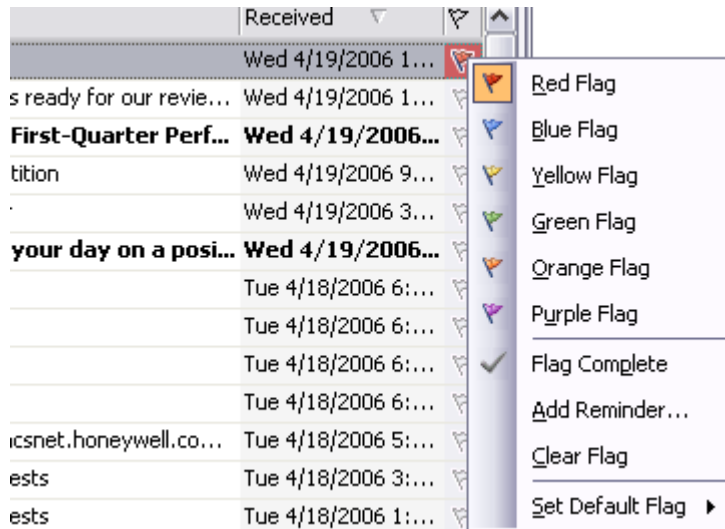 Received
Wed 4/19/2006 1...
s ready for our revie... Wed 4/19/2006 1...
First-Quarter Perf... Wed 4/19/2006...
tition Wed 4/19/2006 9...
Wed 4/19/2006 3...
your day on a posi... Wed 4/19/2006...
Tue 4/18/2006 6:...
Tue 4/18/2006 6:...
Tue 4/18/2006 6:...
Tue 4/18/2006 6:...
acsnet.honeywell.co... Tue 4/18/2006 5:...
ests Tue 4/18/2006 3:...
ests Tue 4/18/2006 1:...
Red Flag
Blue Flag
Yellow Flag
Green Flag
Orange Flag
Purple Flag
Flag Complete
Add Reminder...
Clear Flag
Set Default Flag